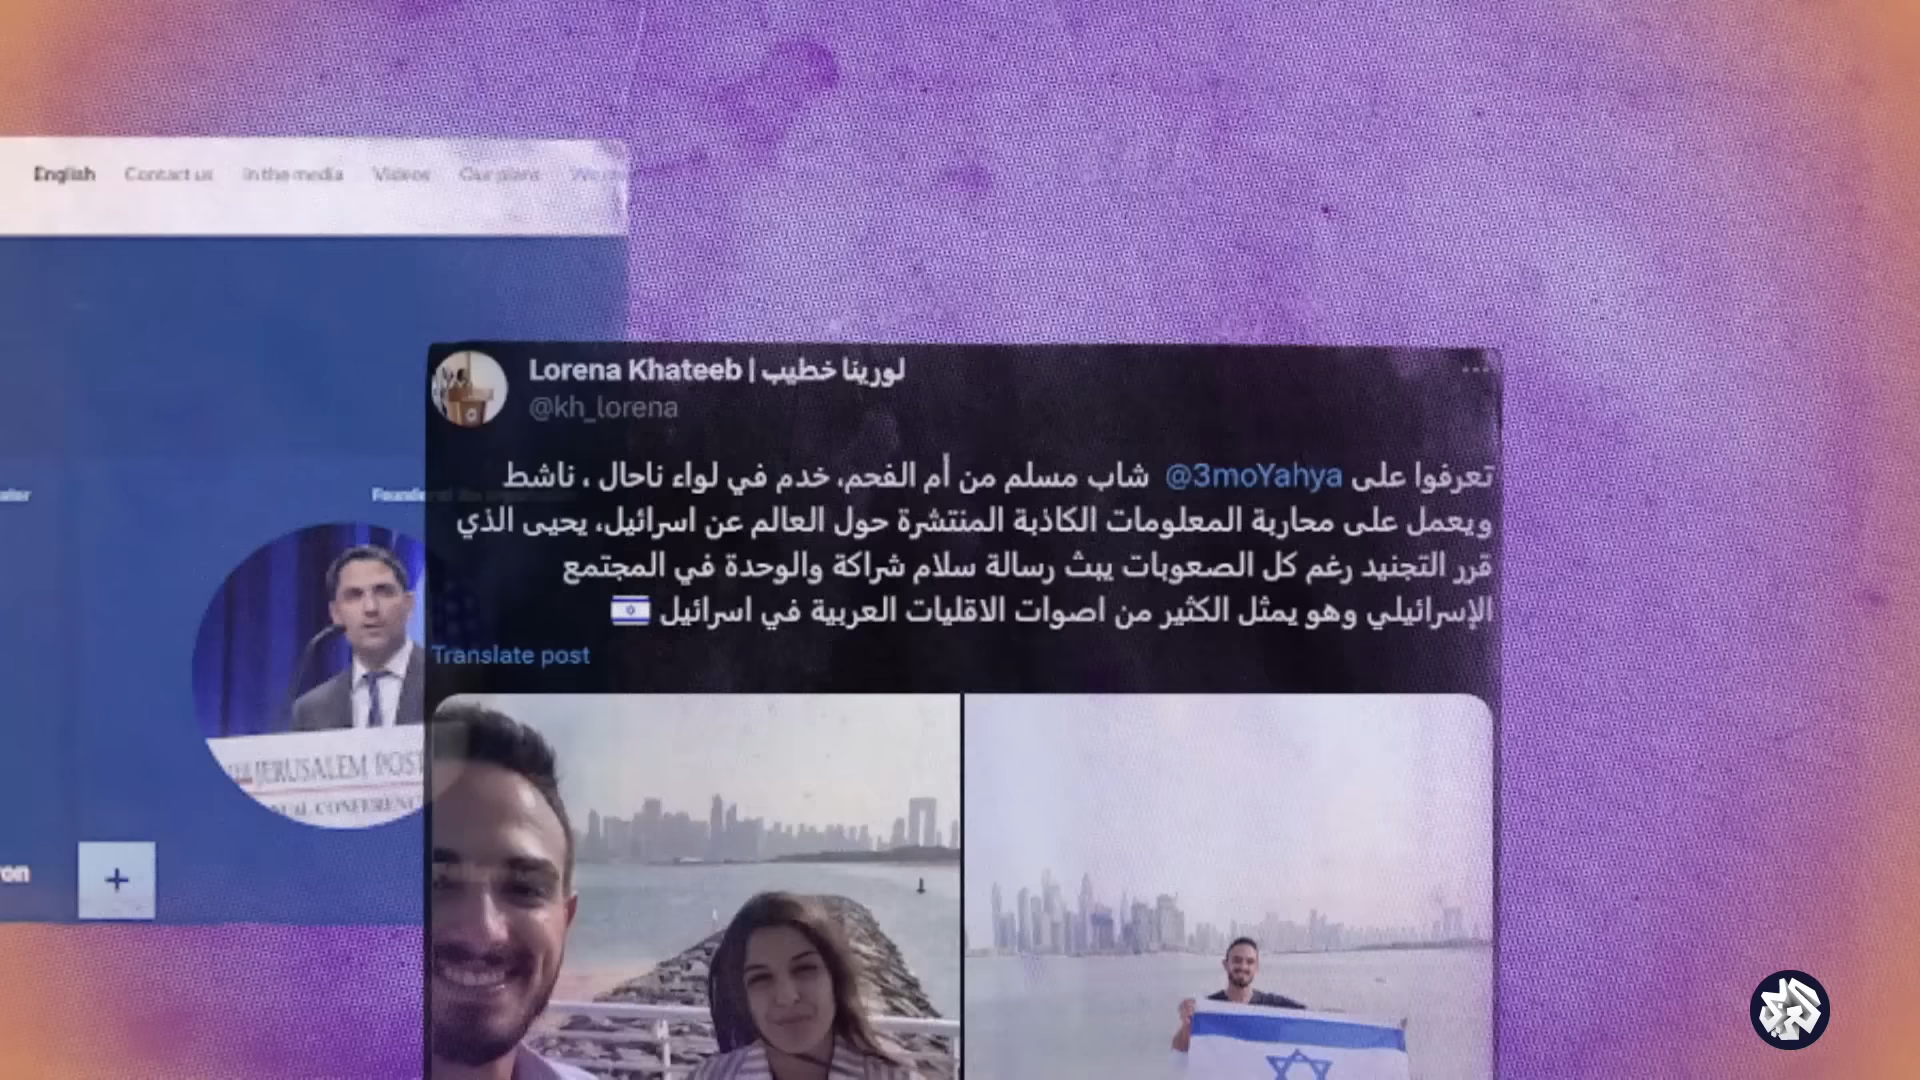 English Contact us In the media Videos Our plans
Lorena Khateeb | لورينا خطيب
@kh_lorena
تعرفوا على @3moYahya شاب مسلم من أم الفحم، خدم في لواء ناحال ، ناشط
ويعمل على محاربة المعلومات الكاذبة المنتشرة حول العالم عن اسرائيل، يحيى الذي
قرر التجنيد رغم كل الصعوبات يبث رسالة سلام شراكة والوحدة في المجتمع
الإسرائيلي وهو يمثل الكثير من اصوات الاقليات العربية في اسرائيل
Translate post
JERUSALEM POST
CONFERENCE
+